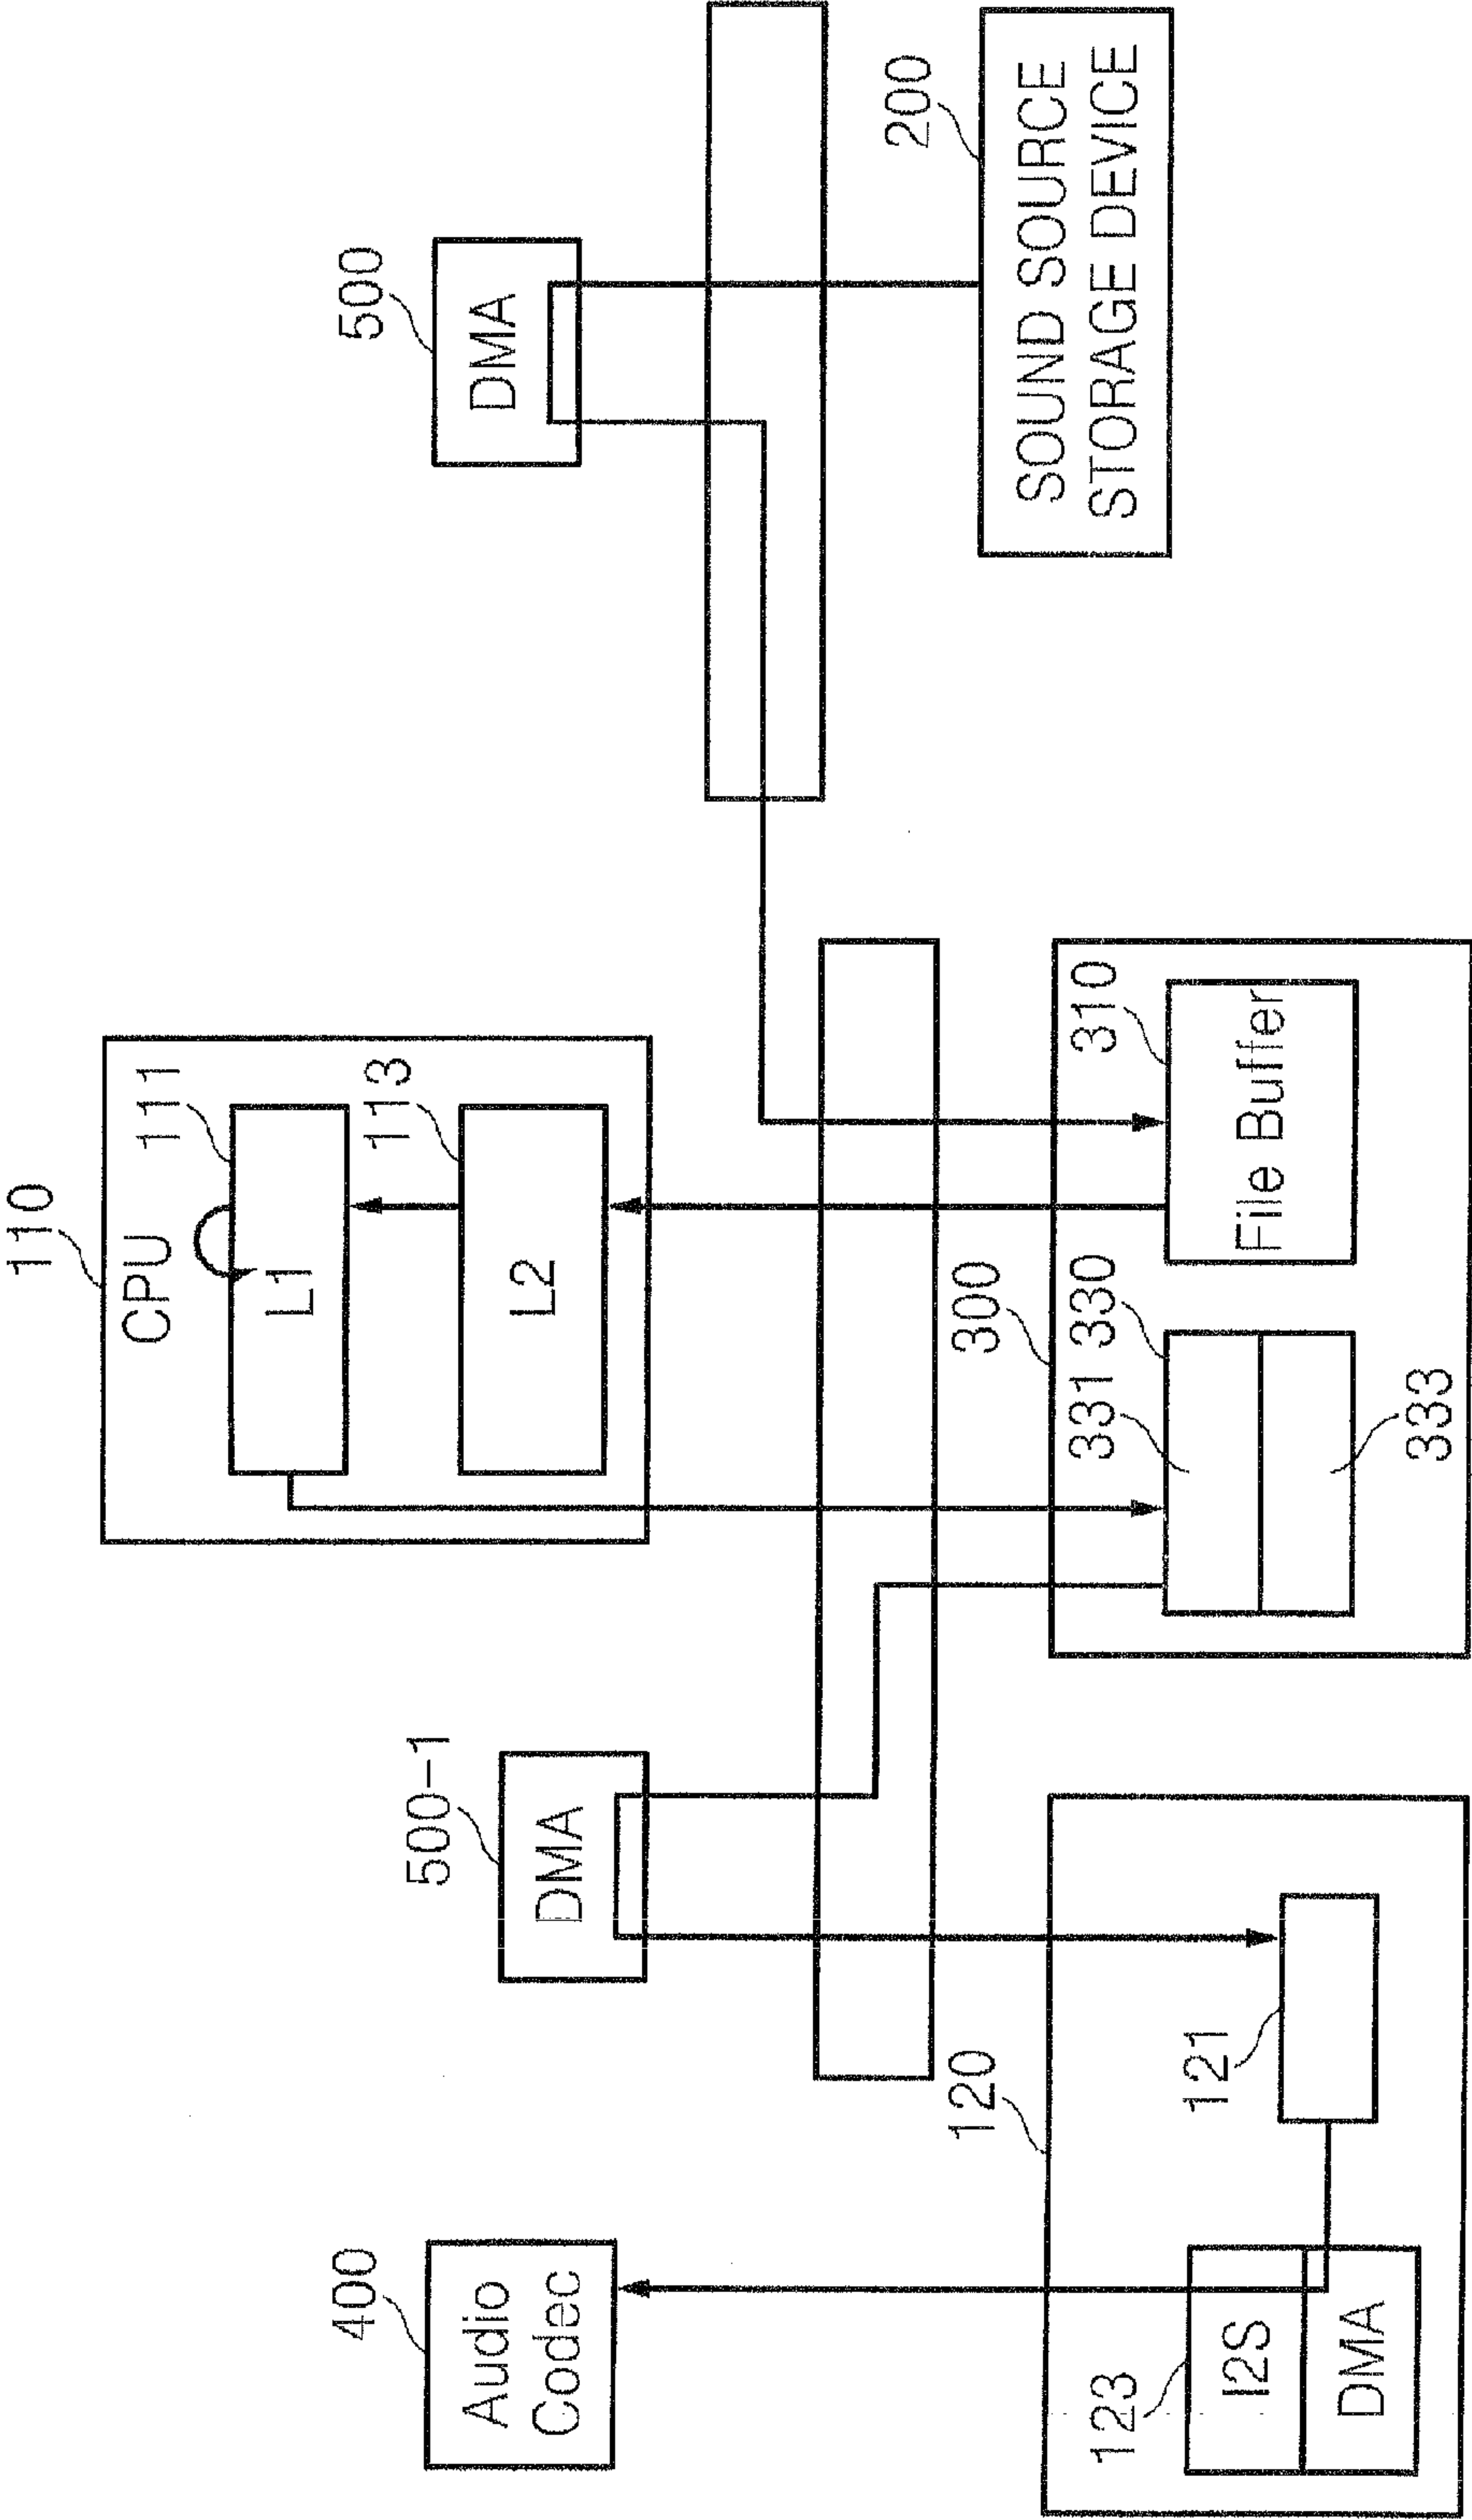 400
Audio
Codec
500-1
DMA
110
CPU
111
L1
113
L2
500
DMA
120
123
I2S
DMA
121
300
331
330
333
310
File Buffer
200
SOUND SOURCE
STORAGE DEVICE